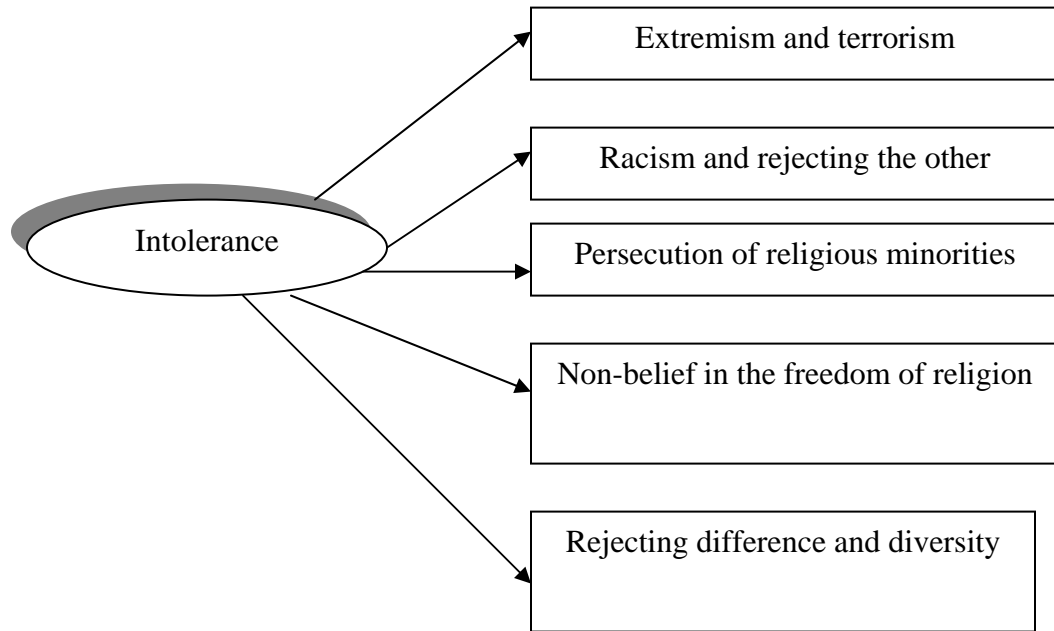 Extremism and terrorism
Racism and rejecting the other
Intolerance
Persecution of religious minorities
Non-belief in the freedom of religion
Rejecting difference and diversity